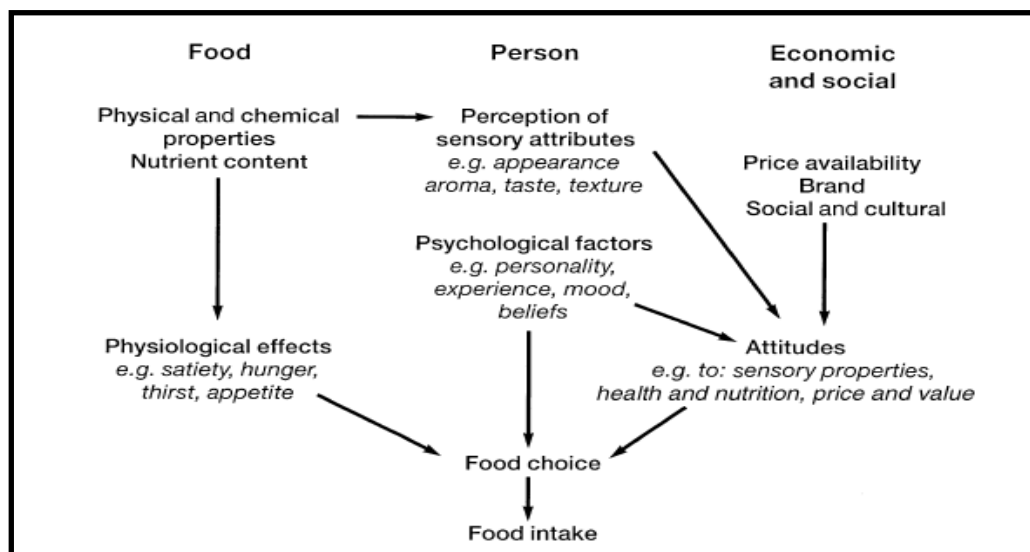 Food
Person
Economic
and social
Physical and chemical
properties
Nutrient content
Perception of
sensory attributes
e.g. appearance
aroma, taste, texture
Price availability
Brand
Social and cultural
Psychological factors
e.g. personality,
experience, mood,
beliefs
Physiological effects
e.g. satiety, hunger,
thirst, appetite
Attitudes
e.g. to: sensory properties,
health and nutrition, price and value
Food choice
Food intake